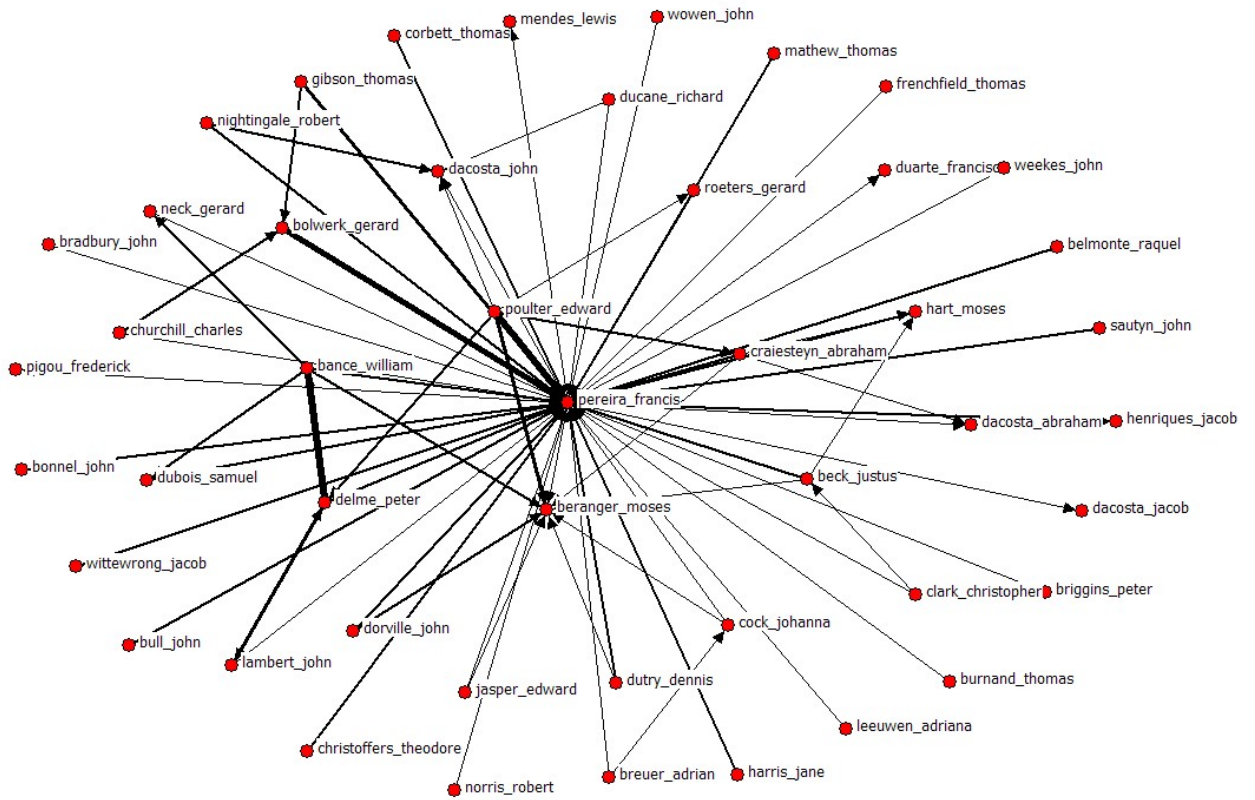 wowen_john
mendes_lewis
corbett_thomas
mathew_thomas
gibson_thomas
frenchfield_thomas
ducane_richard
nightingale_robert
dacosta_john
duarte_francisc
weekes_john
roeters_gerard
neck_gerard
bolwerk_gerard
bradbury_john
belmonte_raquel
poulter_edward
hart_moses
churchill_charles
sautyn_john
craiesteyn_abraham
pigou_frederick
bance_william
pereira_francis
dacosta_abraham
henriques_jacob
bonnel_john
dubois_samuel
beck_justus
delme_peter
beranger_moses
dacosta_jacob
wittewrong_jacob
clark_christopher
briggins_peter
bull_john
dorville_john
cock_johanna
lambert_john
jasper_edward
dutry_dennis
burnand_thomas
leeuwen_adriana
christoffers_theodore
breuer_adrian
harris_jane
norris_robert